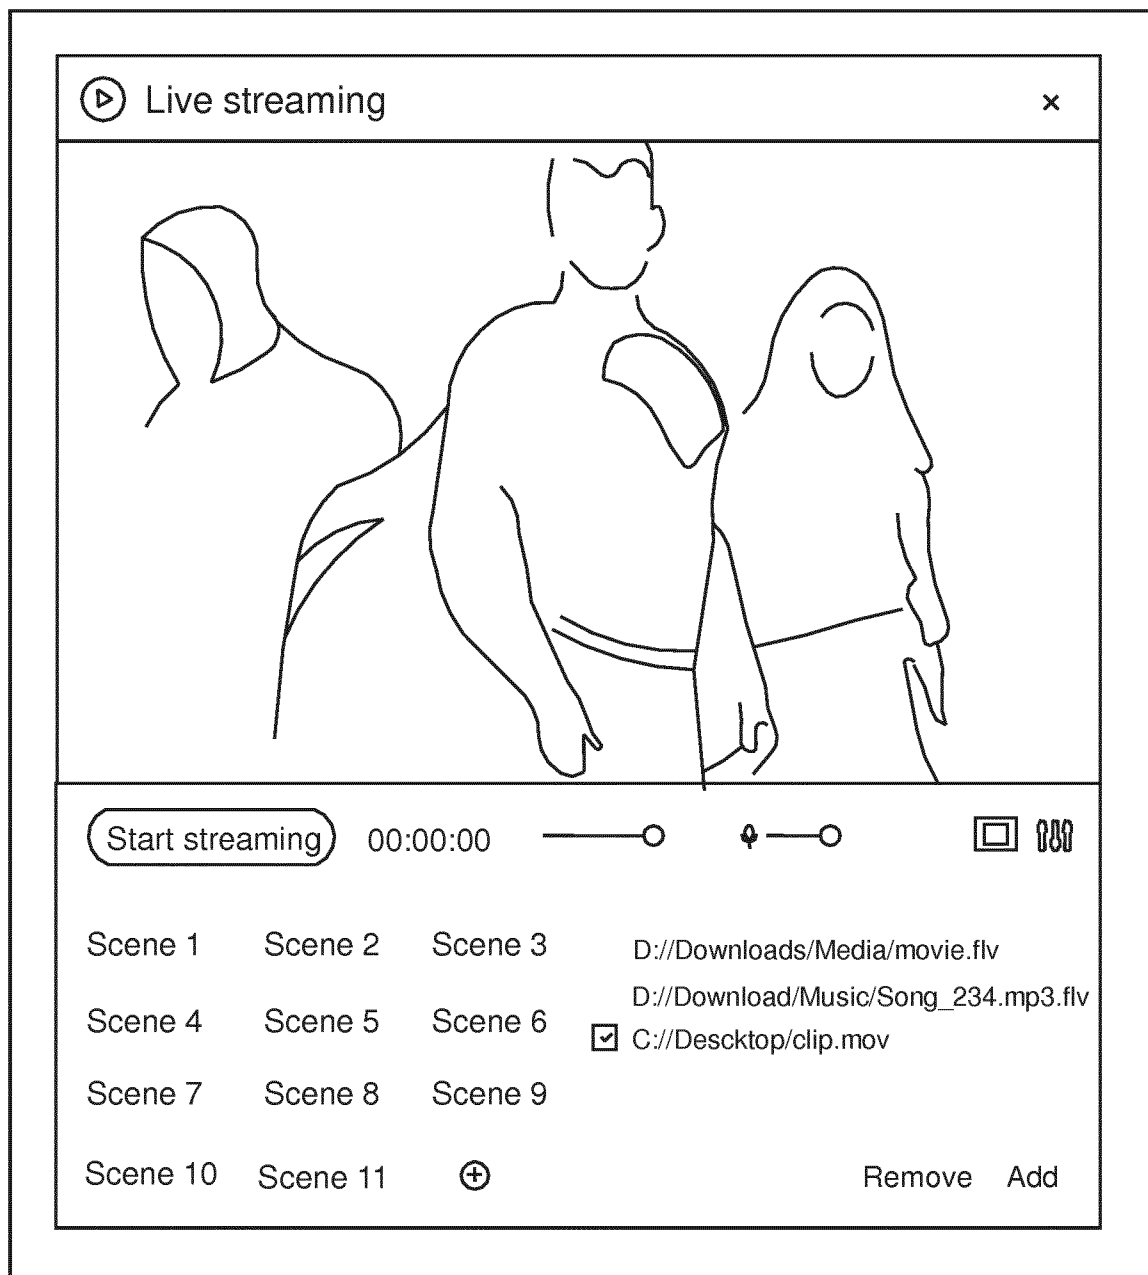 Live streaming
Start streaming 00:00:00
Scene 1 Scene 2 Scene 3
Scene 4 Scene 5 Scene 6
Scene 7 Scene 8 Scene 9
Scene 10 Scene 11
D://Downloads/Media/movie.flv
D://Download/Music/Song_234.mp3.flv
C://Descktop/clip.mov
Remove Add